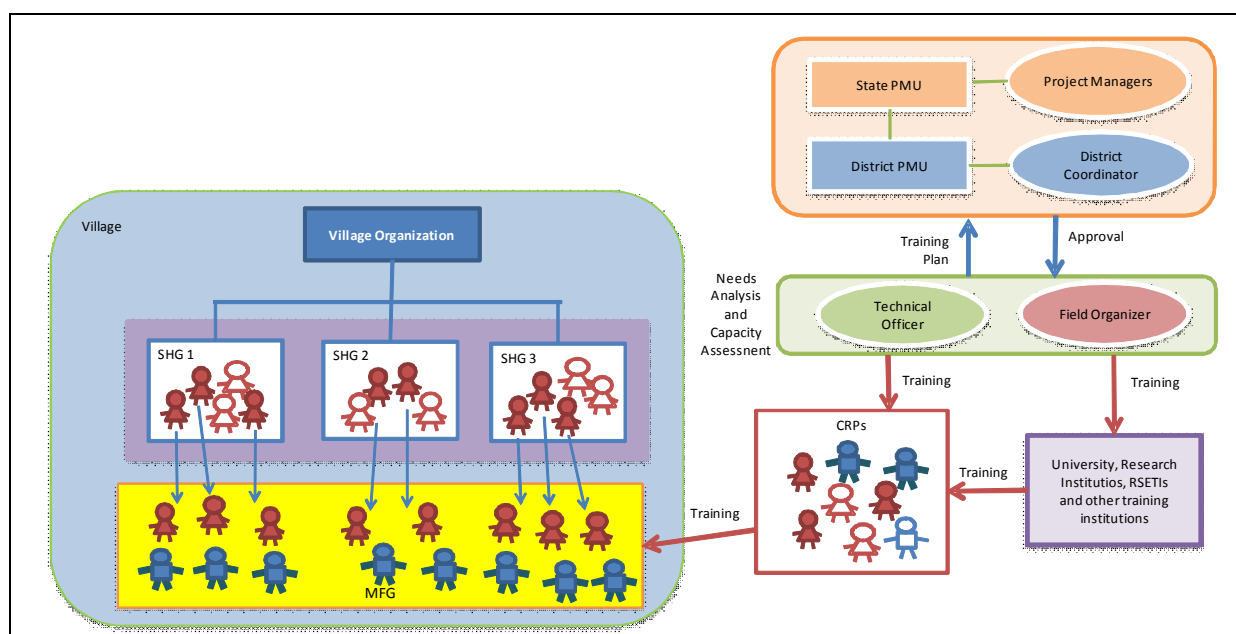 State PMU
Project Managers
District PMU
District
Coordinator
Village
Village Organization
Training
Plan
Approval
Needs
Analysis
and
Capacity
Assessnent
Technical
Officer
Field Organizer
SHG 1
SHG 2
SHG 3
Training
Training
CRPs
University, Research
Institutios, RSETIs
and other training
institutions
Training
Training
MFG